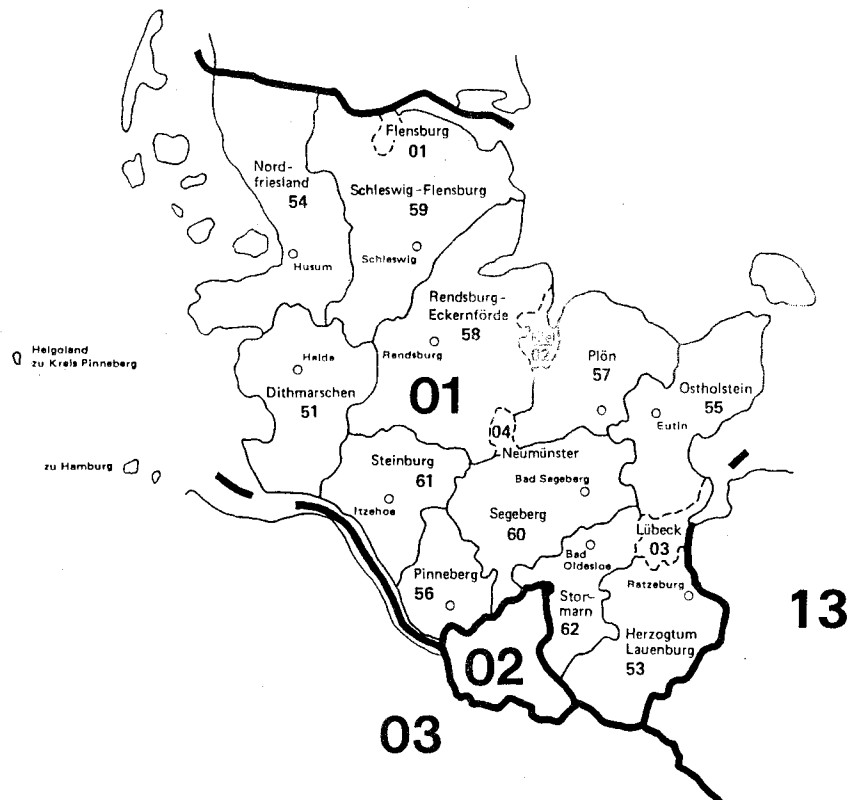 Flensburg
01
Nord-
friesland
54
Schleswig-Flensburg
59
Schleswig
Husum
Rendsburg-
Eckernförde
58
Kiel
02
Helgoland
zu Kreis Pinneberg
Heide
Rendsburg
Plön
57
Dithmarschen
51
01
Ostholstein
55
Eutin
04
Neumünster
zu Hamburg
Steinburg
61
Bad Segeberg
Itzehoe
Segeberg
60
Lübeck
03
Bad
Oldesloe
Pinneberg
56
Ratzeburg
Stor-
marn
62
13
Herzogtum
Lauenburg
53
02
03